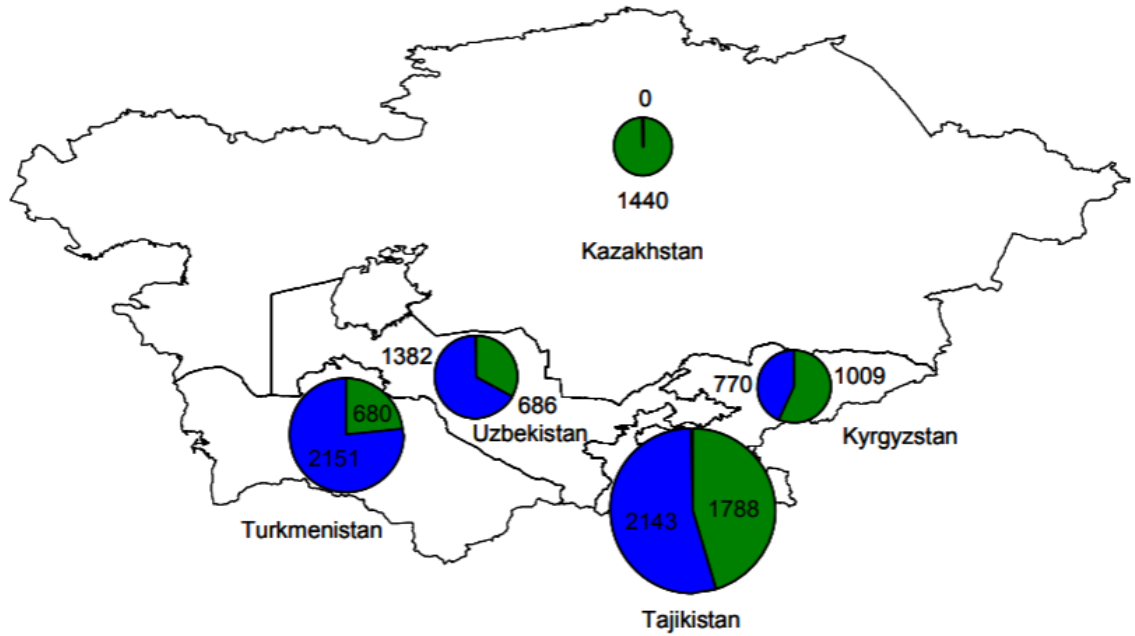 0
1440
Kazakhstan
1382
686
Uzbekistan
770
1009
Kyrgyzstan
680
2151
Turkmenistan
2143
1788
Tajikistan